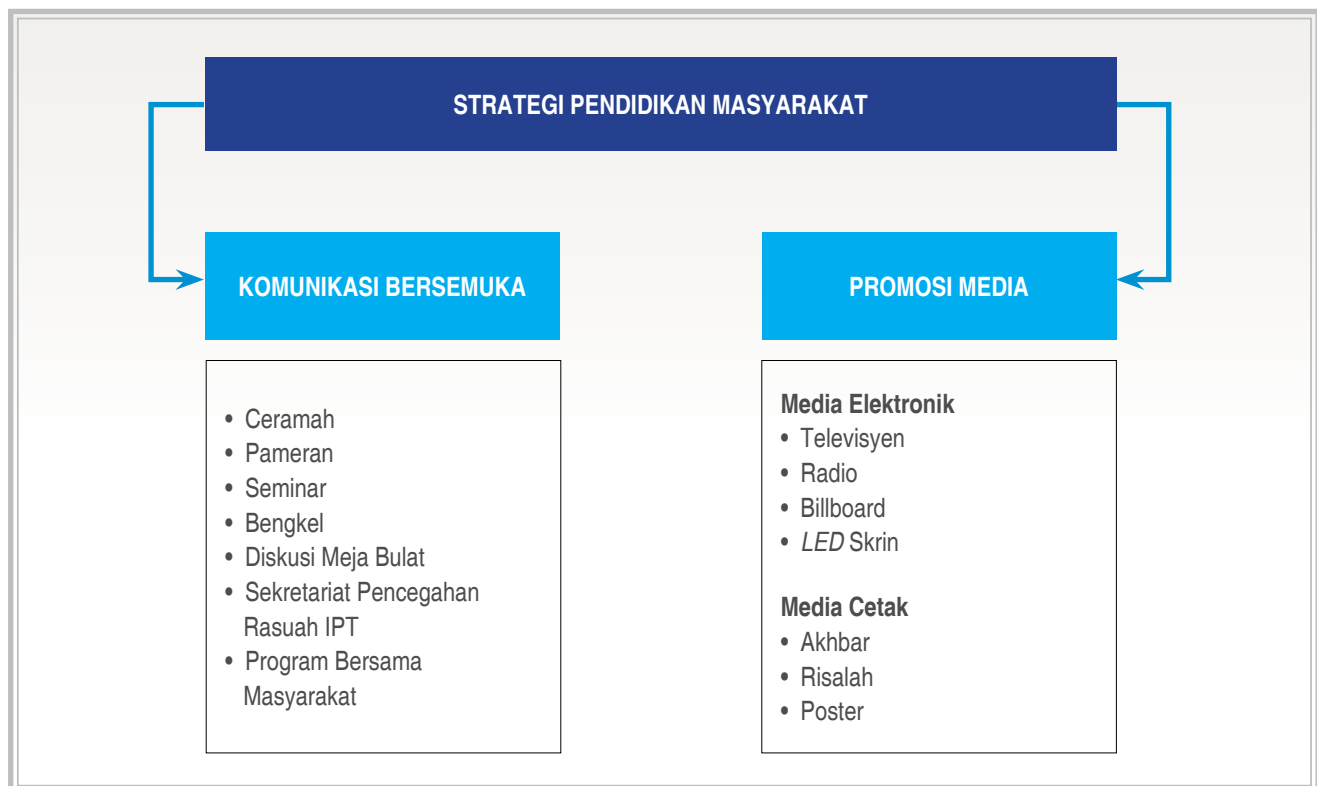 STRATEGI PENDIDIKAN MASYARAKAT
KOMUNIKASI BERSEMUKA
• Ceramah
• Pameran
• Seminar
• Bengkel
• Diskusi Meja Bulat
• Sekretariat Pencegahan
Rasuah IPT
• Program Bersama
Masyarakat
PROMOSI MEDIA
Media Elektronik
• Televisyen
• Radio
• Billboard
• LED Skrin
Media Cetak
• Akhbar
• Risalah
• Poster